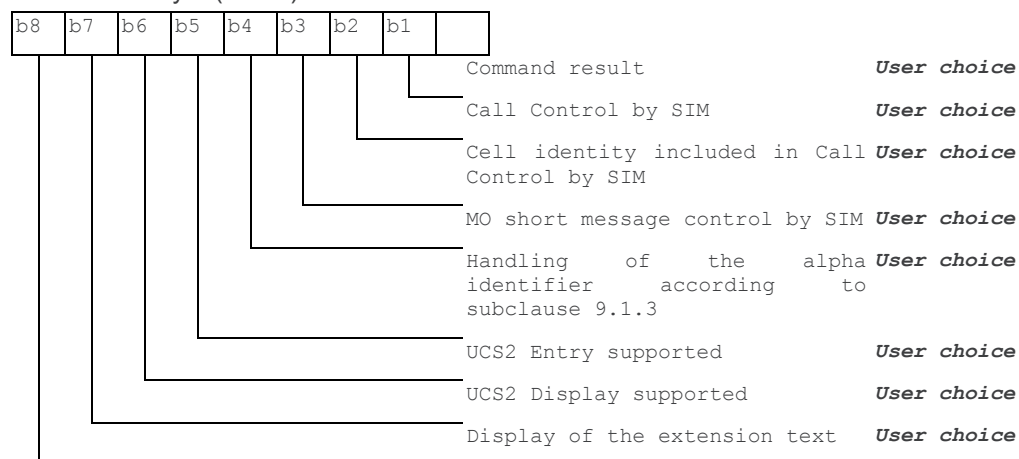 b8 b7 b6 b5 b4 b3 b2 b1
Command result User choice
Call Control by SIM User choice
Cell identity included in Call User choice
Control by SIM
MO short message control by SIM User choice
Handling of the alpha User choice
identifier according to
subclause 9.1.3
UCS2 Entry supported User choice
UCS2 Display supported User choice
Display of the extension text User choice